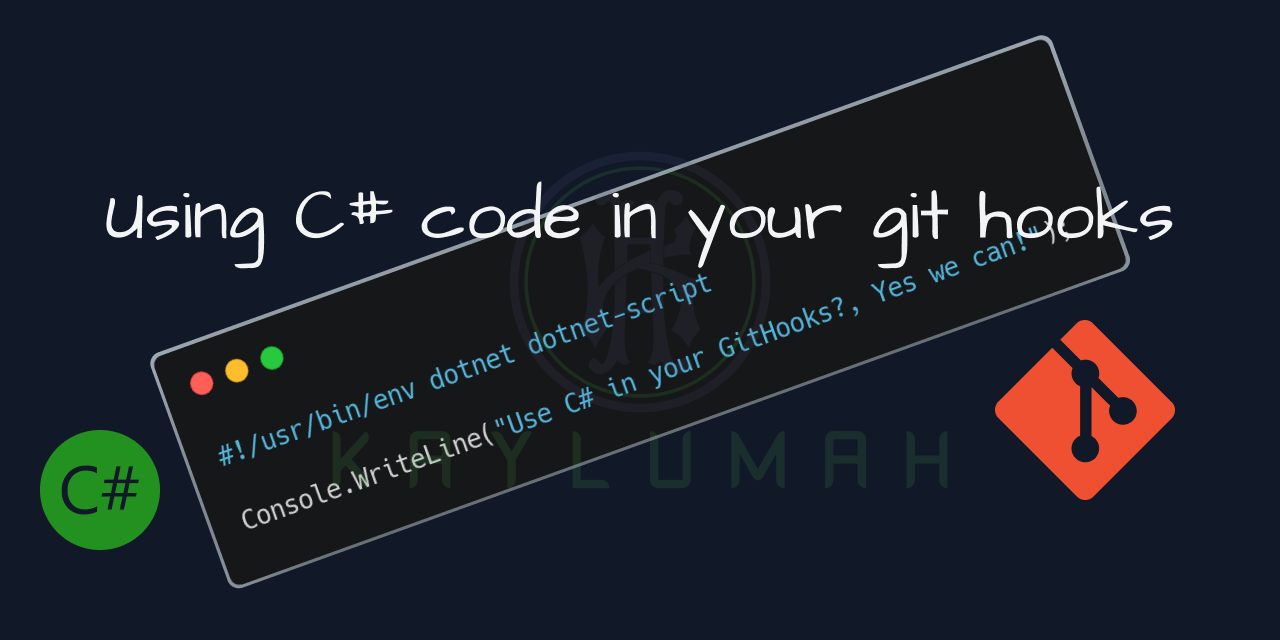 Using C# code in your git hooks
#!/usr/bin/env dotnet dotnet-script
Console.WriteLine("Use C# in your GitHooks?, Yes we can!");
KAYLUMAH
C#